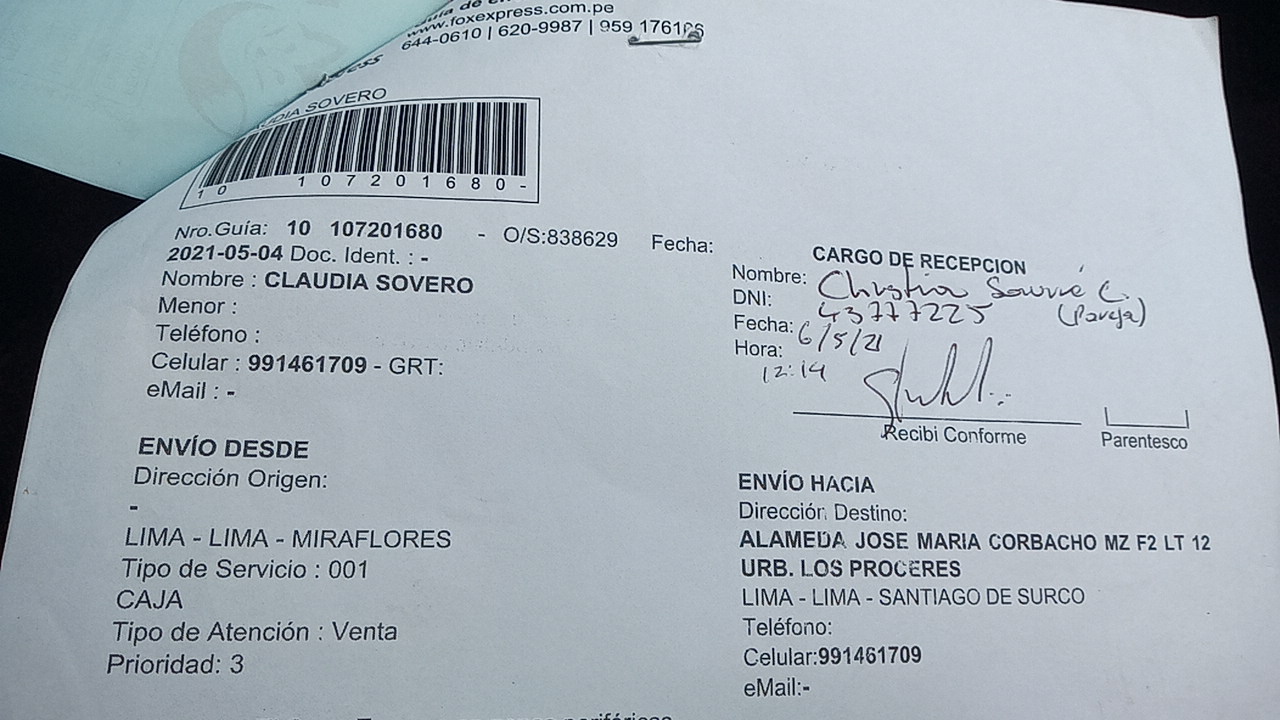 www.foxexpress.com.pe
644-0610 | 620-9987 | 959 1761
SOVERO
10 107201680-
Nro.Guía: 10 107201680 - O/S:838629 Fecha:
2021-05-04 Doc. Ident. : -
Nombre : CLAUDIA SOVERO
Menor :
Teléfono :
Celular : 991461709 - GRT:
eMail : -
CARGO DE RECEPCION
Nombre: Christian C.
DNI: 43777225 (Pareja)
Fecha: 6/5/21
Hora:
12:14
Recibi Conforme
Parentesco
ENVÍO DESDE
Dirección Origen:
-
LIMA - LIMA - MIRAFLORES
Tipo de Servicio : 001
CAJA
Tipo de Atención : Venta
Prioridad: 3
ENVÍO HACIA
Dirección Destino:
ALAMEDA JOSE MARIA CORBACHO MZ F2 LT 12
URB. LOS PROCERES
LIMA - LIMA - SANTIAGO DE SURCO
Teléfono:
Celular:991461709
eMail:-